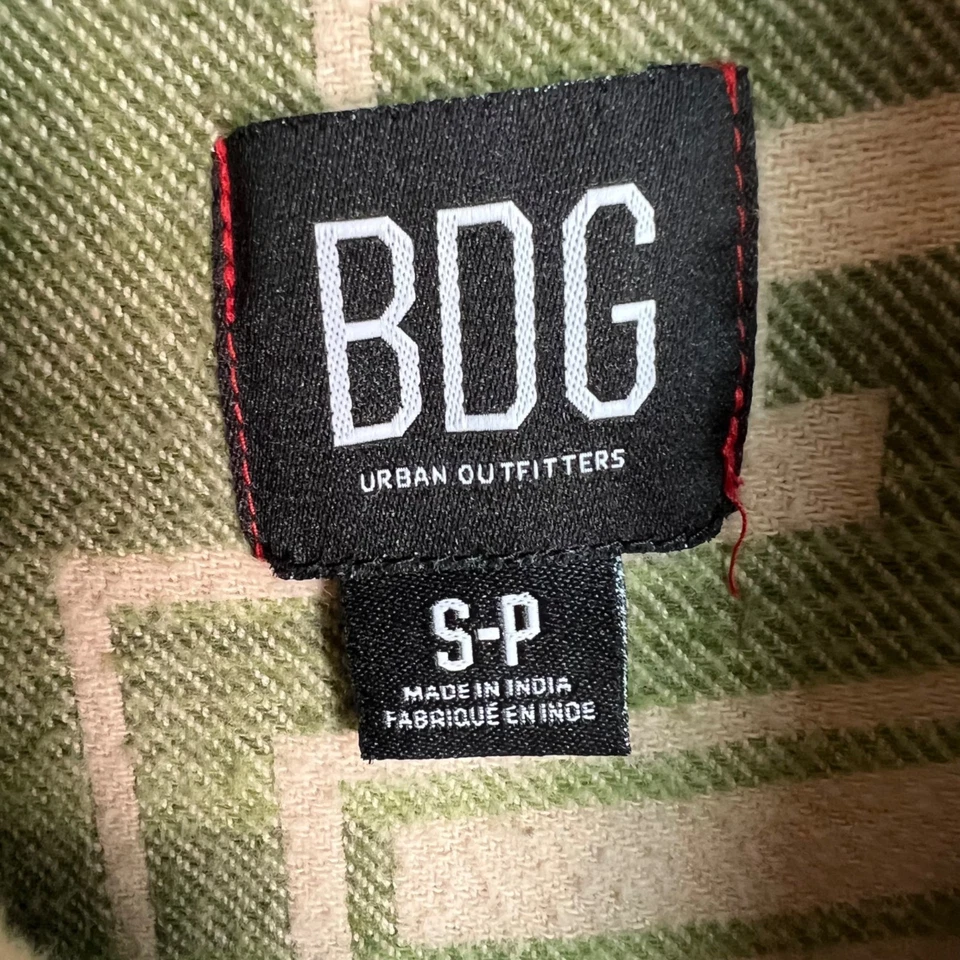 BDG
URBAN OUTFITTERS
S-P
MADE IN INDIA
FABRIQUÉ EN INDE